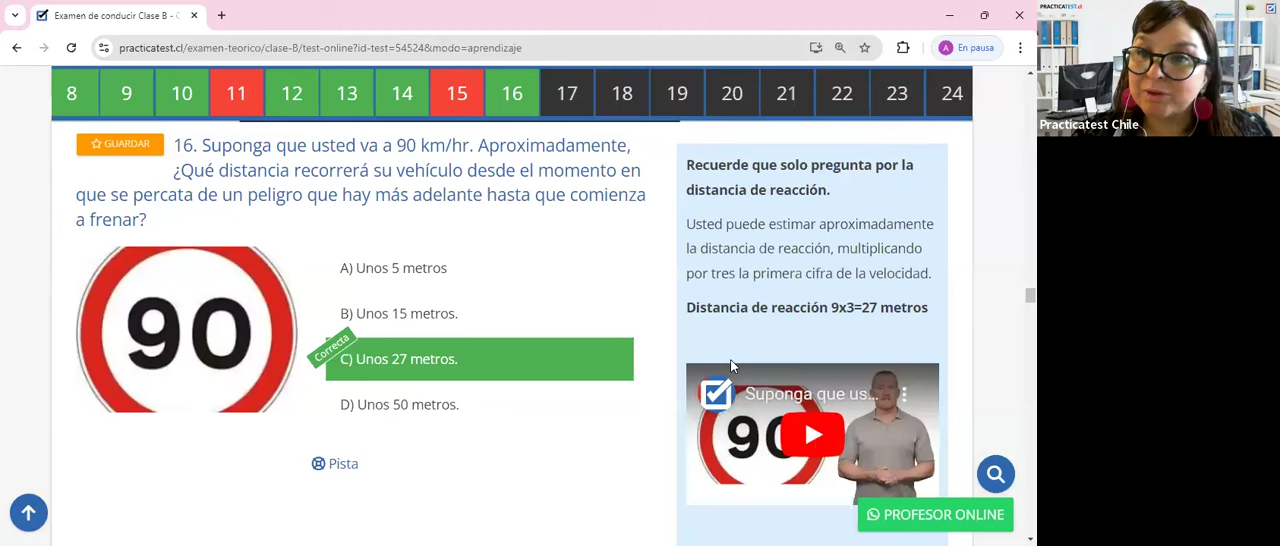 Examen de conducir Clase B - C
practicatest.cl/examen-teorico/clase-B/test-online?id-test=54524&modo=aprendizaje
A
En pausa
8 9 10 11 12 13 14 15 16 17 18 19 20 21 22 23 24
GUARDAR
16. Suponga que usted va a 90 km/hr. Aproximadamente,
¿Qué distancia recorrerá su vehículo desde el momento en
que se percata de un peligro que hay más adelante hasta que comienza
a frenar?
90
A) Unos 5 metros
B) Unos 15 metros.
Correcta
C) Unos 27 metros.
D) Unos 50 metros.
Pista
Recuerde que solo pregunta por la
distancia de reacción.
Usted puede estimar aproximadamente
la distancia de reacción, multiplicando
por tres la primera cifra de la velocidad.
Distancia de reacción 9x3=27 metros
Suponga que us...
90
PROFESOR ONLINE
PRACTICATEST.cl
Practicatest Chile